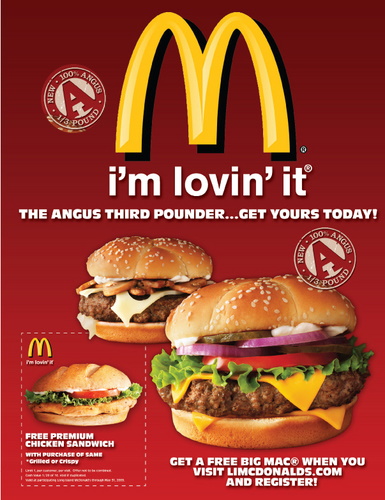 NEW • 100% ANGUS • 1/3 POUND
A
M
®
i'm lovin' it®
THE ANGUS THIRD POUNDER...GET YOURS TODAY!
NEW • 100% ANGUS • 1/3 POUND
A
M
i'm lovin' it
FREE PREMIUM
CHICKEN SANDWICH
WITH PURCHASE OF SAME
*Grilled or Crispy
GET A FREE BIG MAC® WHEN YOU
VISIT LIMCDONALDS.COM
AND REGISTER!